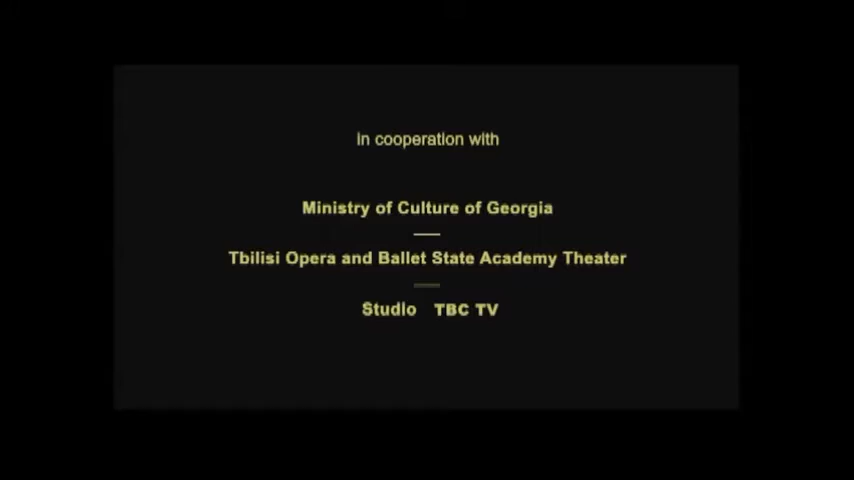 in cooperation with
Ministry of Culture of Georgia
Tbilisi Opera and Ballet State Academy Theater
Studio TBC TV